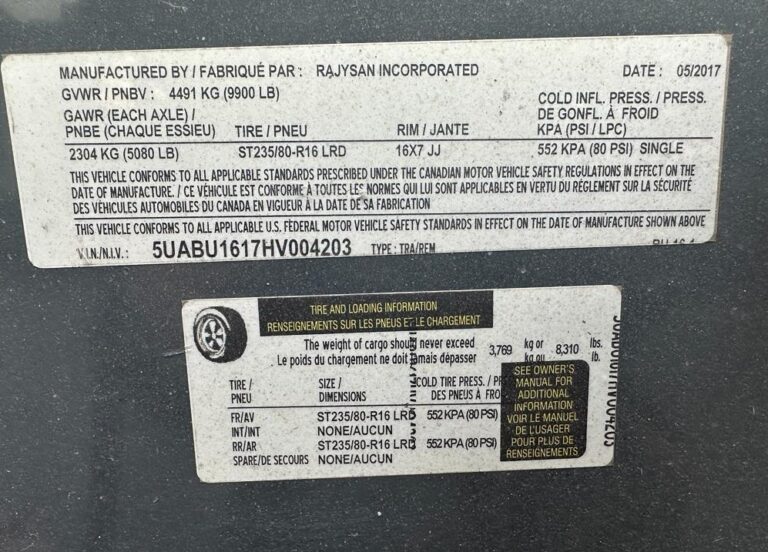 MANUFACTURED BY / FABRIQUÉ PAR : RAJYSAN INCORPORATED DATE : 05/2017
GVWR / PNBV : 4491 KG (9900 LB)
GAWR (EACH AXLE) / PNBE (CHAQUE ESSIEU) TIRE / PNEU RIM / JANTE COLD INFL. PRESS./ PRESS. DE GONFL. À FROID KPA (PSI / LPC)
2304 KG (5080 LB) ST235/80-R16 LRD 16X7 JJ 552 KPA (80 PSI) SINGLE
THIS VEHICLE CONFORMS TO ALL APPLICABLE STANDARDS PRESCRIBED UNDER THE CANADIAN MOTOR VEHICLE SAFETY REGULATIONS IN EFFECT ON THE
DATE OF MANUFACTURE. / CE VÉHICULE EST CONFORME À TOUTES LES NORMES QUI LUI SONT APPLICABLES EN VERTU DU RÈGLEMENT SUR LA SÉCURITÉ
DES VÉHICULES AUTOMOBILES DU CANADA EN VIGUEUR À LA DATE DE SA FABRICATION
THIS VEHICLE CONFORMS TO ALL APPLICABLE U.S. FEDERAL MOTOR VEHICLE SAFETY STANDARDS IN EFFECT ON THE DATE OF MANUFACTURE SHOWN ABOVE
V.I.N./N.I.V.: 5UABU1617HV004203 TYPE : TRA/REM
TIRE AND LOADING INFORMATION
RENSEIGNEMENTS SUR LES PNEUS ET LE CHARGEMENT
The weight of cargo should never exceed 3,769 kg or 8,310 lbs.
Le poids du chargement ne doit jamais dépasser kg ou lb.
TIRE / PNEU SIZE / DIMENSIONS COLD TIRE PRESS. DES PNEUS À
FR/AV ST235/80-R16 LRD 552 KPA (80 PSI)
INT/INT NONE/AUCUN
RR/AR ST235/80-R16 LRD 552 KPA (80 PSI)
SPARE/DE SECOURS NONE/AUCUN
SEE OWNER'S
MANUAL FOR
ADDITIONAL
INFORMATION
VOIR LE MANUEL
DE L'USAGER
POUR PLUS DE
RENSEIGNEMENTS